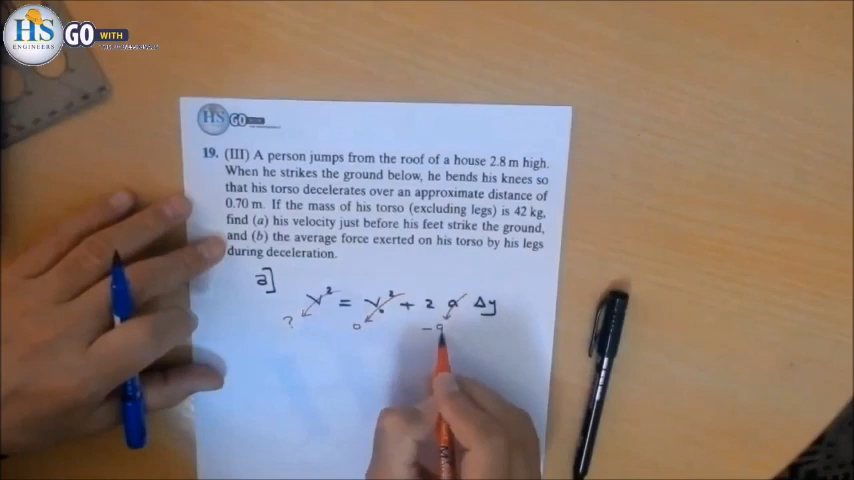 HS
ENGINEERS
GO WITH
HS
GO
19. (III) A person jumps from the roof of a house 2.8 m high.
When he strikes the ground below, he bends his knees so
that his torso decelerates over an approximate distance of
0.70 m. If the mass of his torso (excluding legs) is 42 kg,
find (a) his velocity just before his feet strike the ground,
and (b) the average force exerted on his torso by his legs
during deceleration.
a]
v² = v.² + 2 a Δy
? 0 -9